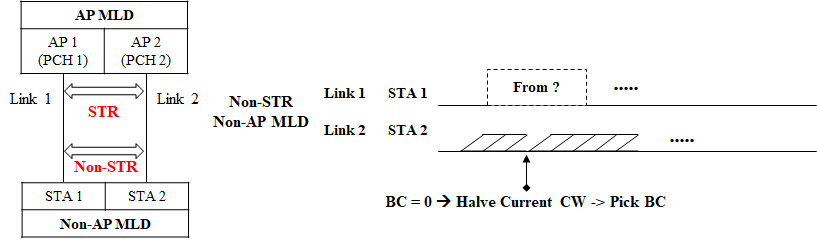 AP MLD
AP 1
(PCH 1)
AP 2
(PCH 2)
Link 1
Link 2
STR
Non-STR
STA 1
STA 2
Non-AP MLD
Non-STR
Non-AP MLD
Link 1
STA 1
From ?
.....
Link 2
STA 2
.....
BC = 0 → Halve Current CW -> Pick BC